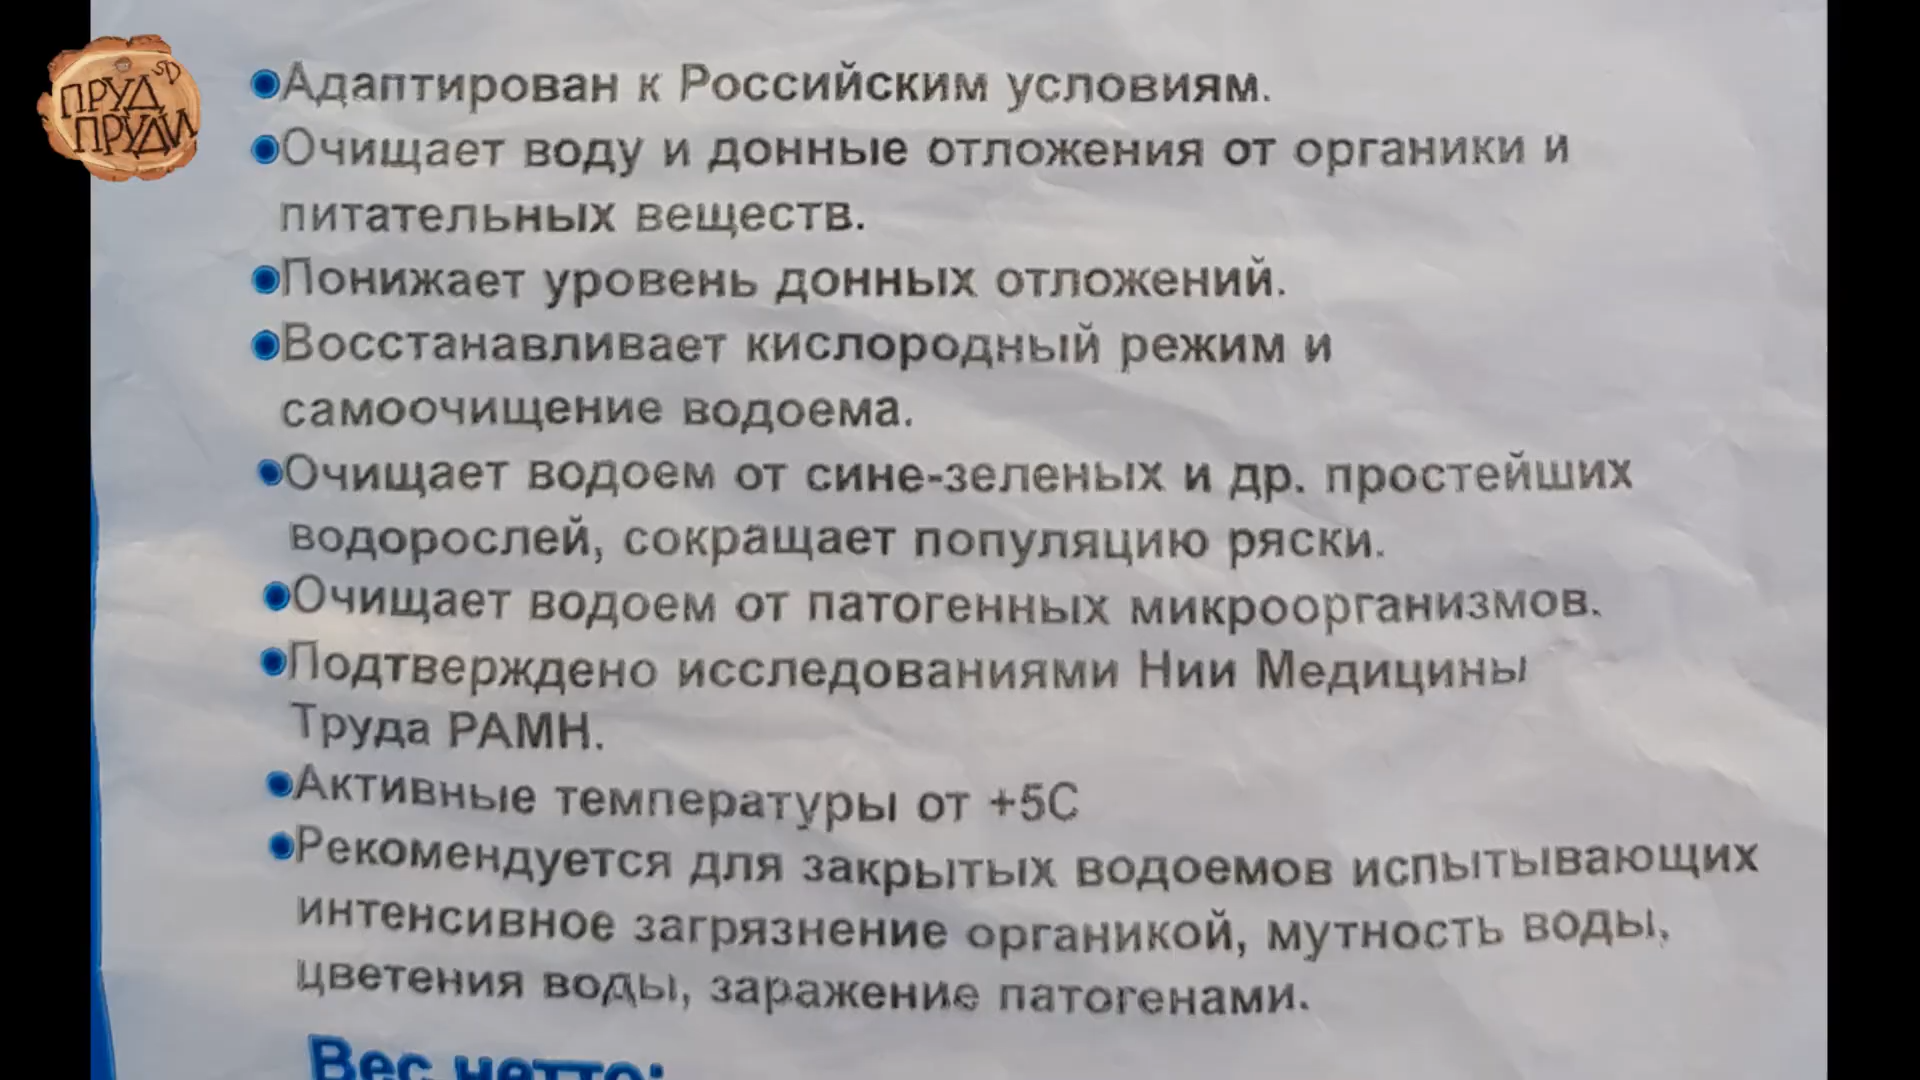 ПРУД SD
ПРУДИ
●Адаптирован к Российским условиям.
●Очищает воду и донные отложения от органики и
питательных веществ.
●Понижает уровень донных отложений.
●Восстанавливает кислородный режим и
самоочищение водоема.
●Очищает водоем от сине-зеленых и др. простейших
водорослей, сокращает популяцию ряски.
●Очищает водоем от патогенных микроорганизмов.
●Подтверждено исследованиями Нии Медицины
Труда РАМН.
●Активные температуры от +5С
●Рекомендуется для закрытых водоемов испытывающих
интенсивное загрязнение органикой, мутность воды,
цветения воды, заражение патогенами.
Вес нетто: